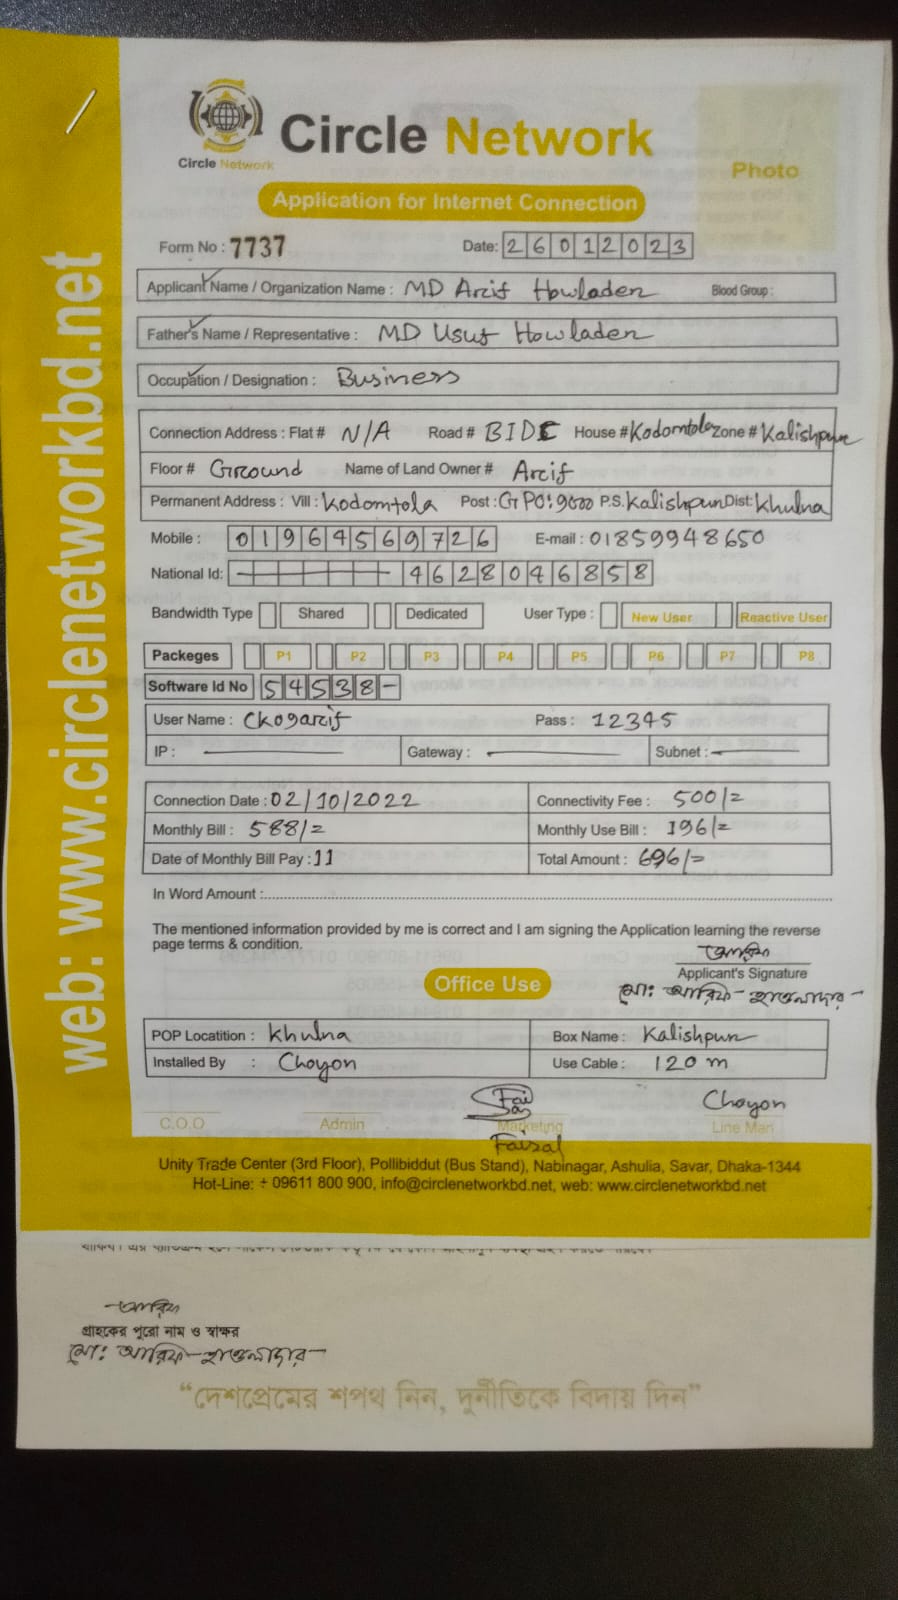 Circle Network
Circle Network
Photo
Application for Internet Connection
Form No : 7737 Date: 26012023
Applicant Name / Organization Name : MD Arif Howlader Blood Group :
Father's Name / Representative : MD Usuf Howlader
Occupation / Designation : Business
Connection Address : Flat # N/A Road # BIDC House # Kodomtola Zone # Kalishpur
Floor # Ground Name of Land Owner # Arif
Permanent Address : Vill : Kodomtola Post : GPO:9000 P.S. Kalishpur Dist: Khulna
Mobile : 01964569726 E-mail : 01859948650
National Id: 4628046858
Bandwidth Type Shared Dedicated User Type : New User Reactive User
Packeges P1 P2 P3 P4 P5 P6 P7 P8
Software Id No 54538-
User Name : Ckogarif Pass : 12345
IP : — Gateway : — Subnet : —
Connection Date : 02/10/2022 Connectivity Fee : 500/=
Monthly Bill : 588/= Monthly Use Bill : 196/=
Date of Monthly Bill Pay : 11 Total Amount : 696/=
In Word Amount :
The mentioned information provided by me is correct and I am signing the Application learning the reverse
page terms & condition.
আরিফ
Applicant's Signature
মো: আরিফ হাওলাদার
Office Use
POP Locatition : Khulna Box Name : Kalishpur
Installed By : Choyon Use Cable : 120 m
Choyon
C.O.O Admin Marketing Line Man
Faisal
Unity Trade Center (3rd Floor), Pollibiddut (Bus Stand), Nabinagar, Ashulia, Savar, Dhaka-1344
Hot-Line: + 09611 800 900, info@circlenetworkbd.net, web: www.circlenetworkbd.net
web: www.circlenetworkbd.net
আরিফ
গ্রাহকের পুরো নাম ও স্বাক্ষর
মো: আরিফ হাওলাদার
“দেশপ্রেমের শপথ নিন, দুর্নীতিকে বিদায় দিন”